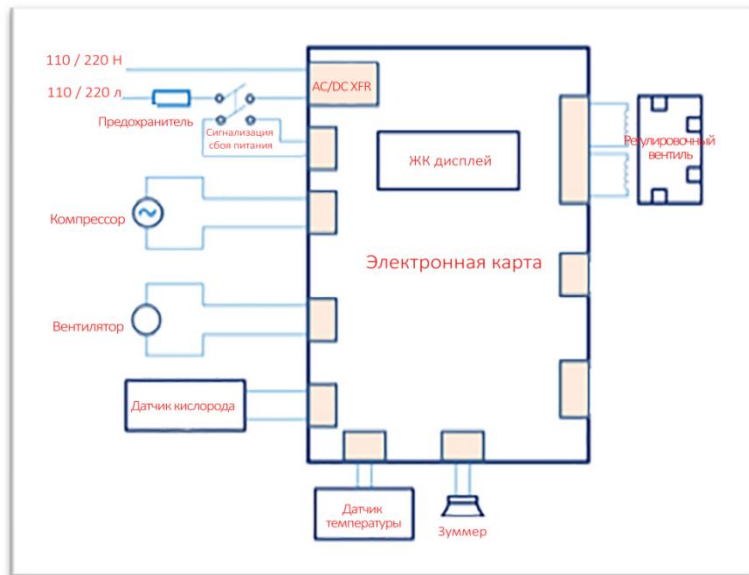 110 / 220 Н
110 / 220 л
Предохранитель
Сигнализация
сбоя питания
AC/DC XFR
ЖК дисплей
Регулировочный
вентиль
Компрессор
Электронная карта
Вентилятор
Датчик кислорода
Датчик
температуры
Зуммер